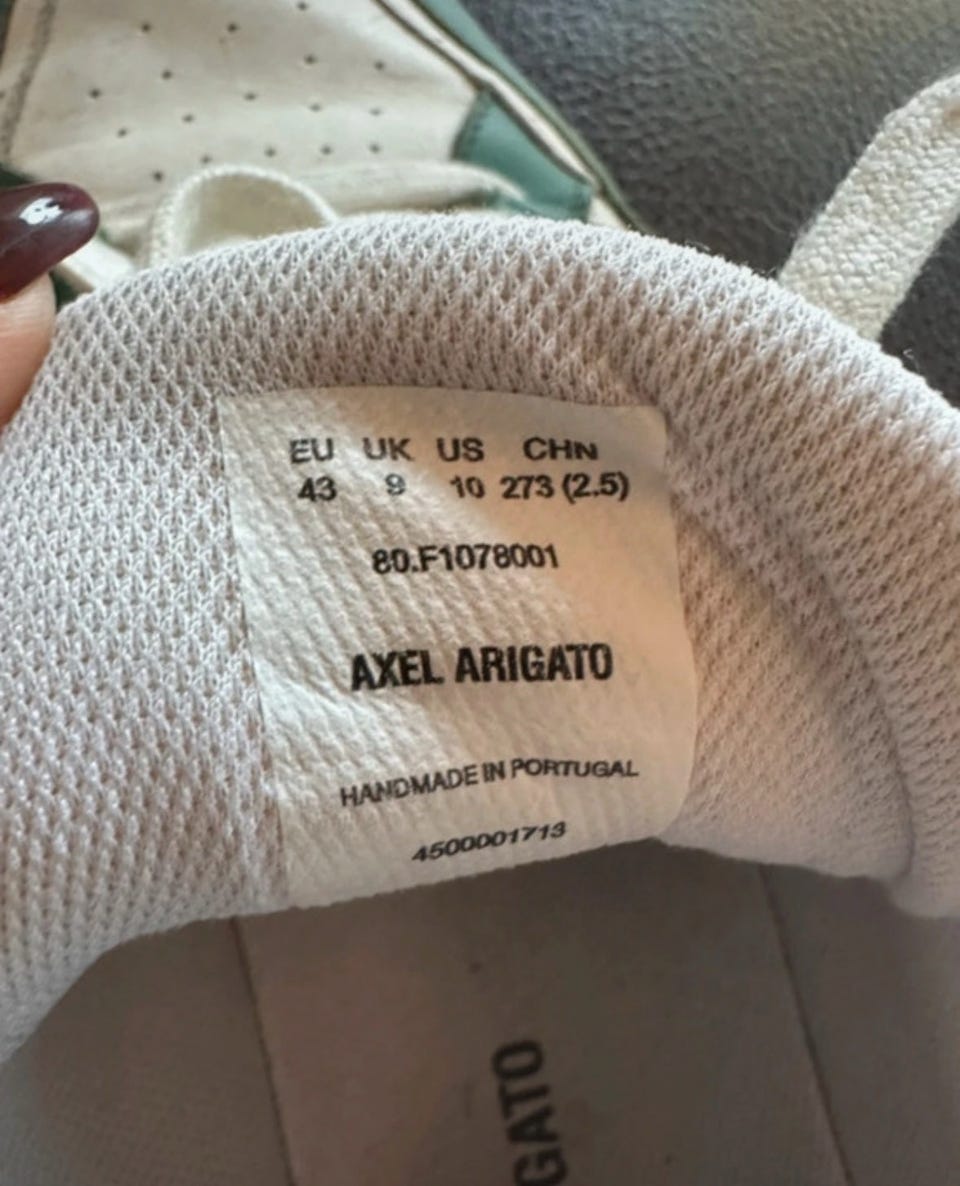 EU UK US CHN
43 9 10 273 (2.5)
80.F1078001
AXEL ARIGATO
HANDMADE IN PORTUGAL
4500001713
GATO